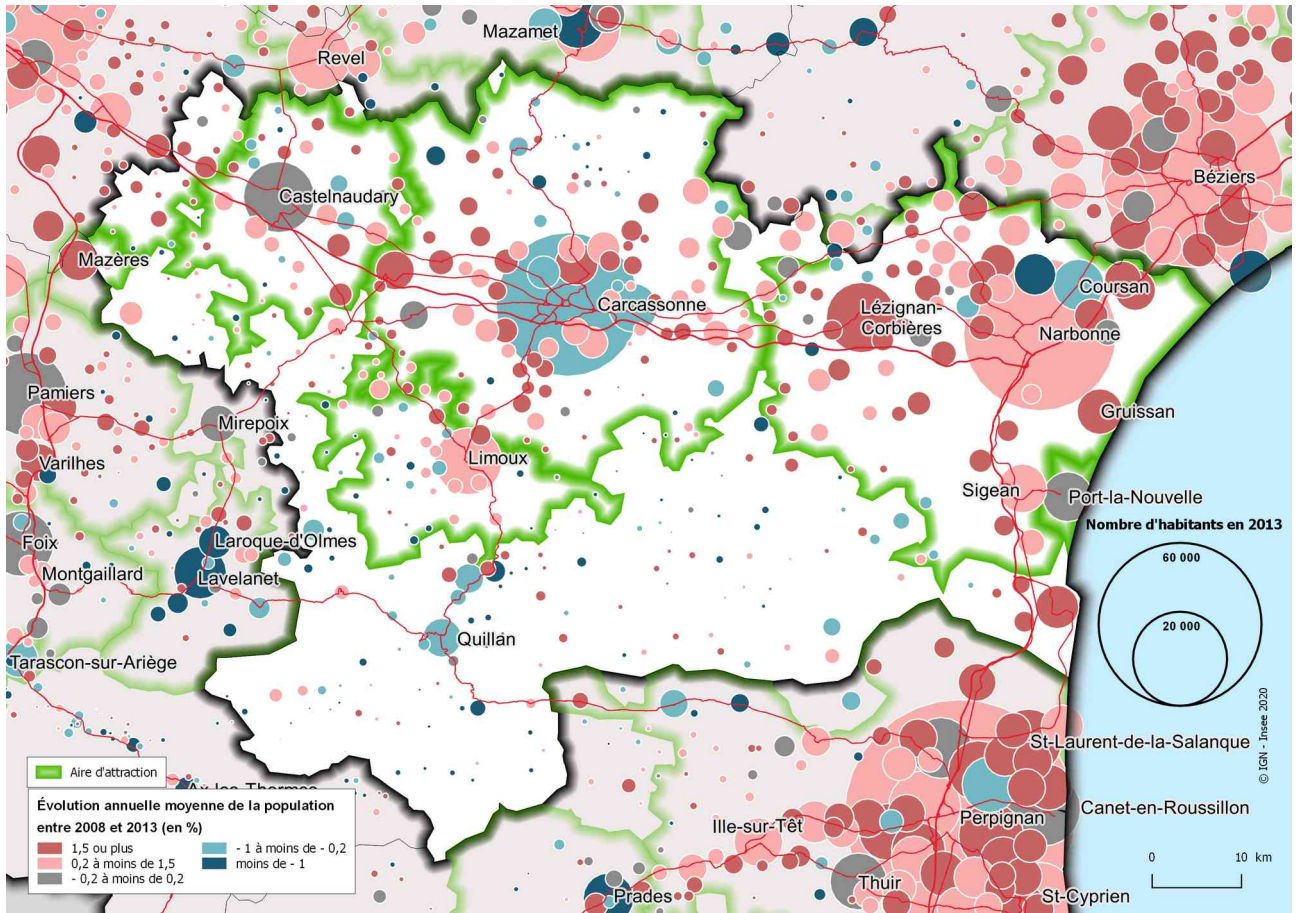 Mazamet
Revel
Béziers
Castelnaudary
Mazères
Coursan
Carcassonne
Lézignan-
Corbières
Narbonne
Pamiers
Gruissan
Mirepoix
Limoux
Varilhes
Sigean
Port-la-Nouvelle
Nombre d'habitants en 2013
60 000
20 000
Foix
Laroque-d'Olmes
Montgaillard
Lavelanet
Quillan
Tarascon-sur-Ariège
© IGN - Insee 2020
St-Laurent-de-la-Salanque
Aire d'attraction
Ax-les-Thermes
Canet-en-Roussillon
Perpignan
Ille-sur-Têt
Évolution annuelle moyenne de la population
entre 2008 et 2013 (en %)
1,5 ou plus
0,2 à moins de 1,5
- 0,2 à moins de 0,2
- 1 à moins de - 0,2
moins de - 1
0 10 km
Thuir
Prades
St-Cyprien